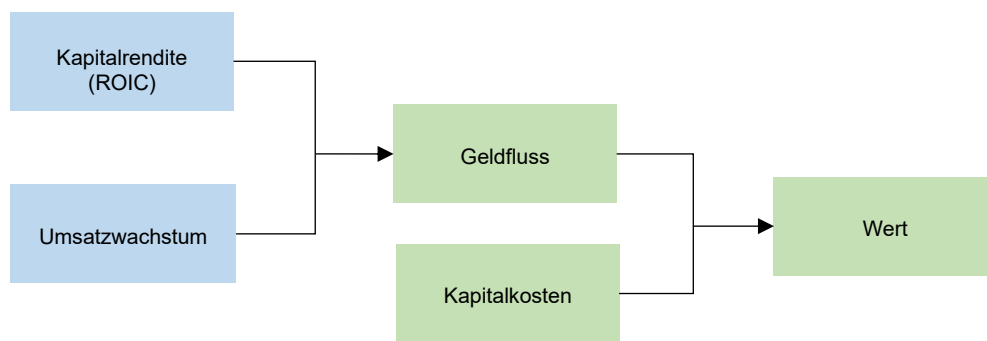 Kapitalrendite
(ROIC)
Umsatzwachstum
Geldfluss
Kapitalkosten
Wert